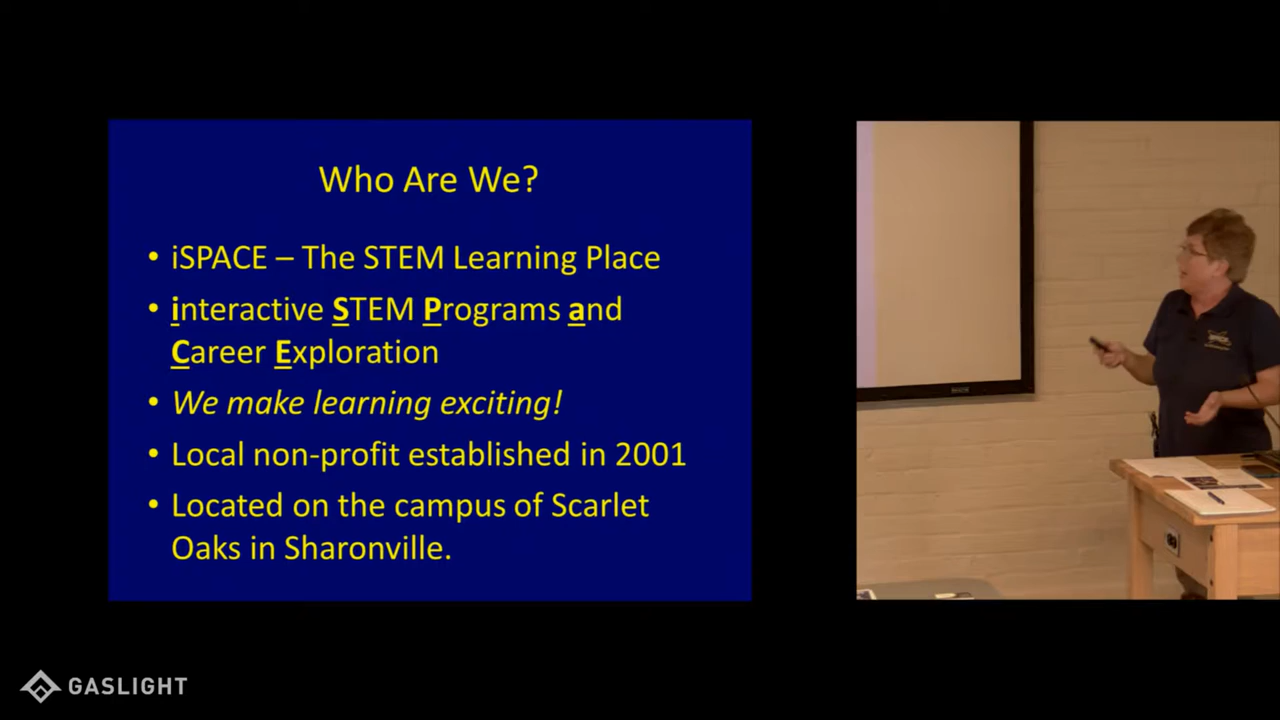 Who Are We?
• iSPACE – The STEM Learning Place
• interactive STEM Programs and
Career Exploration
• We make learning exciting!
• Local non-profit established in 2001
• Located on the campus of Scarlet
Oaks in Sharonville.
GASLIGHT